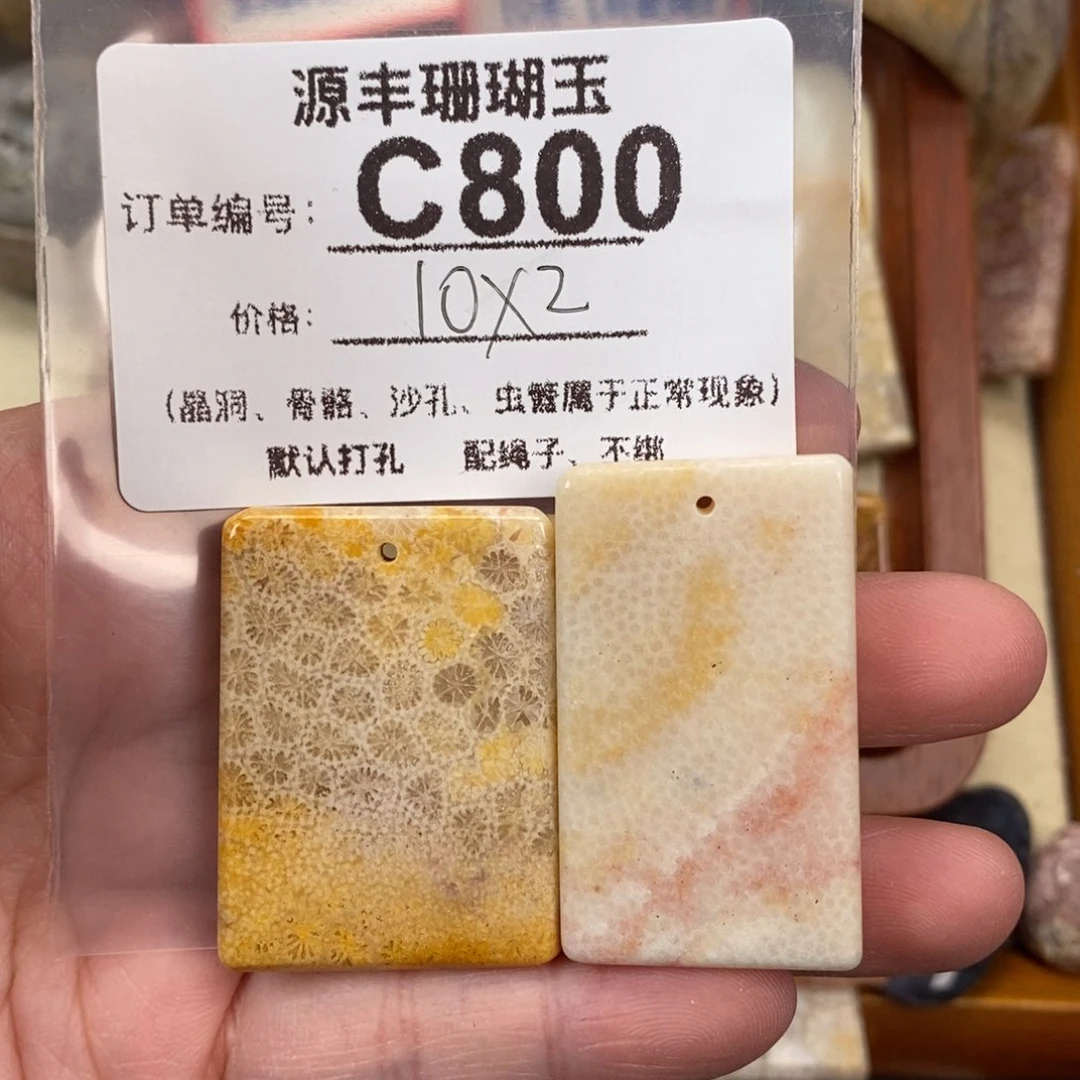 源丰珊瑚玉
订单编号: C800
价格: 10X2
(晶洞、骨骼、沙孔、虫鳃属于正常现象)
默认打孔 配绳子、不绑